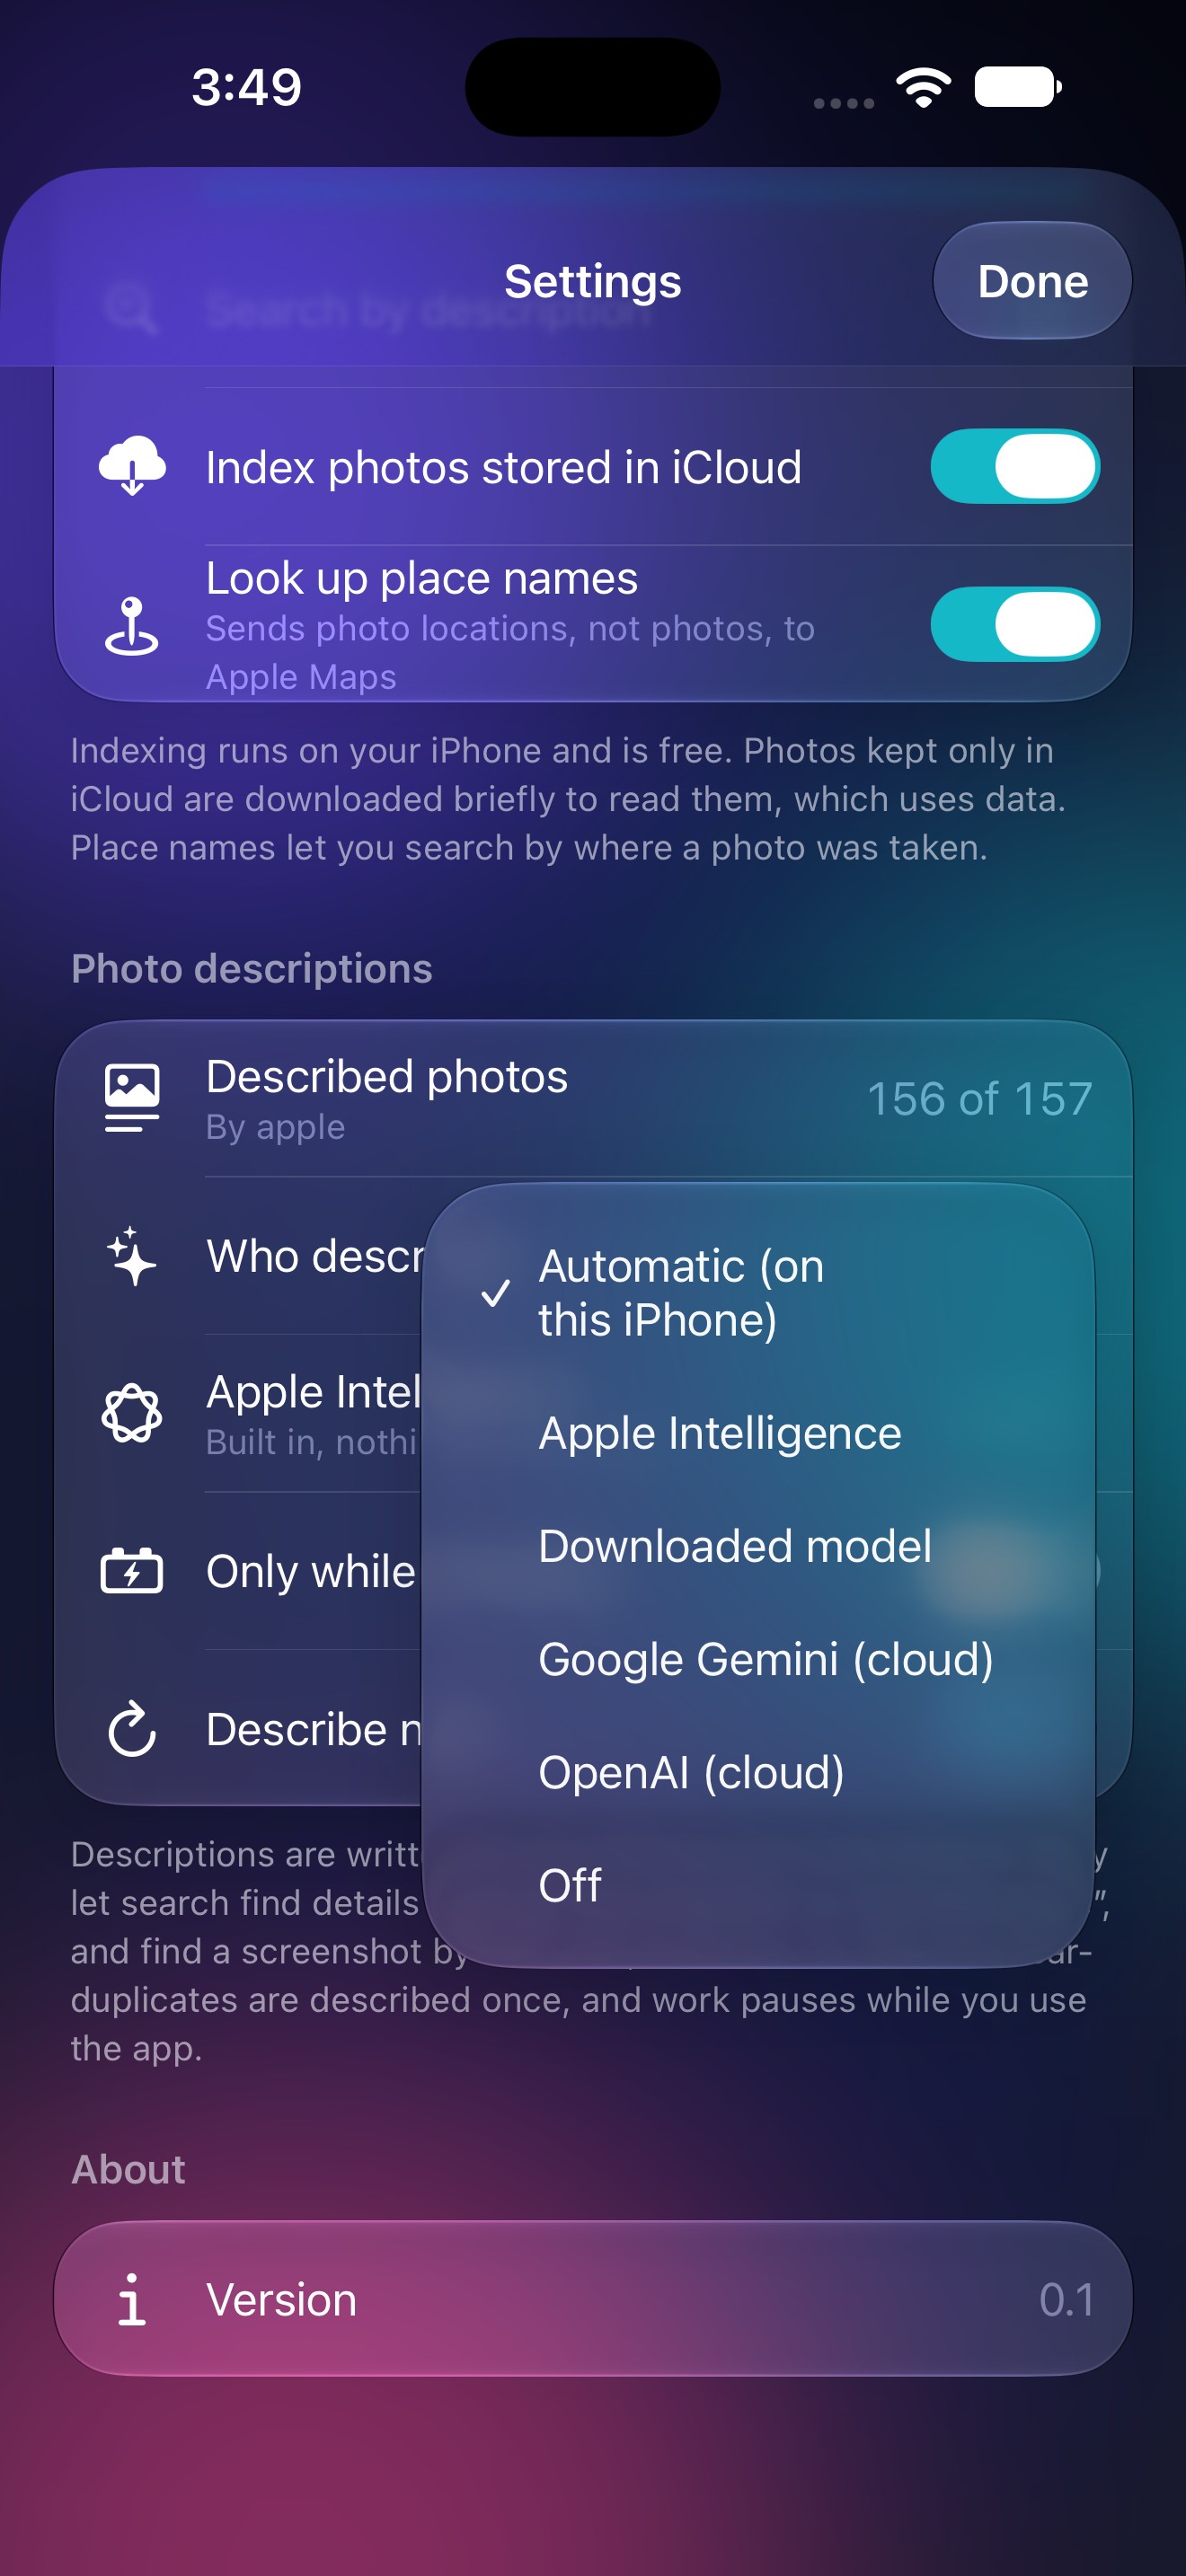 3:49
Settings
Done
Search by description
Index photos stored in iCloud
Look up place names
Sends photo locations, not photos, to
Apple Maps
Indexing runs on your iPhone and is free. Photos kept only in
iCloud are downloaded briefly to read them, which uses data.
Place names let you search by where a photo was taken.
Photo descriptions
Described photos
156 of 157
By apple
Who descr
Automatic (on
this iPhone)
Apple Intel
Built in, nothi
Apple Intelligence
Downloaded model
Only while
Google Gemini (cloud)
Describe n
OpenAI (cloud)
Off
Descriptions are writt
let search find details
and find a screenshot by
duplicates are described once, and work pauses while you use
the app.
About
Version
0.1